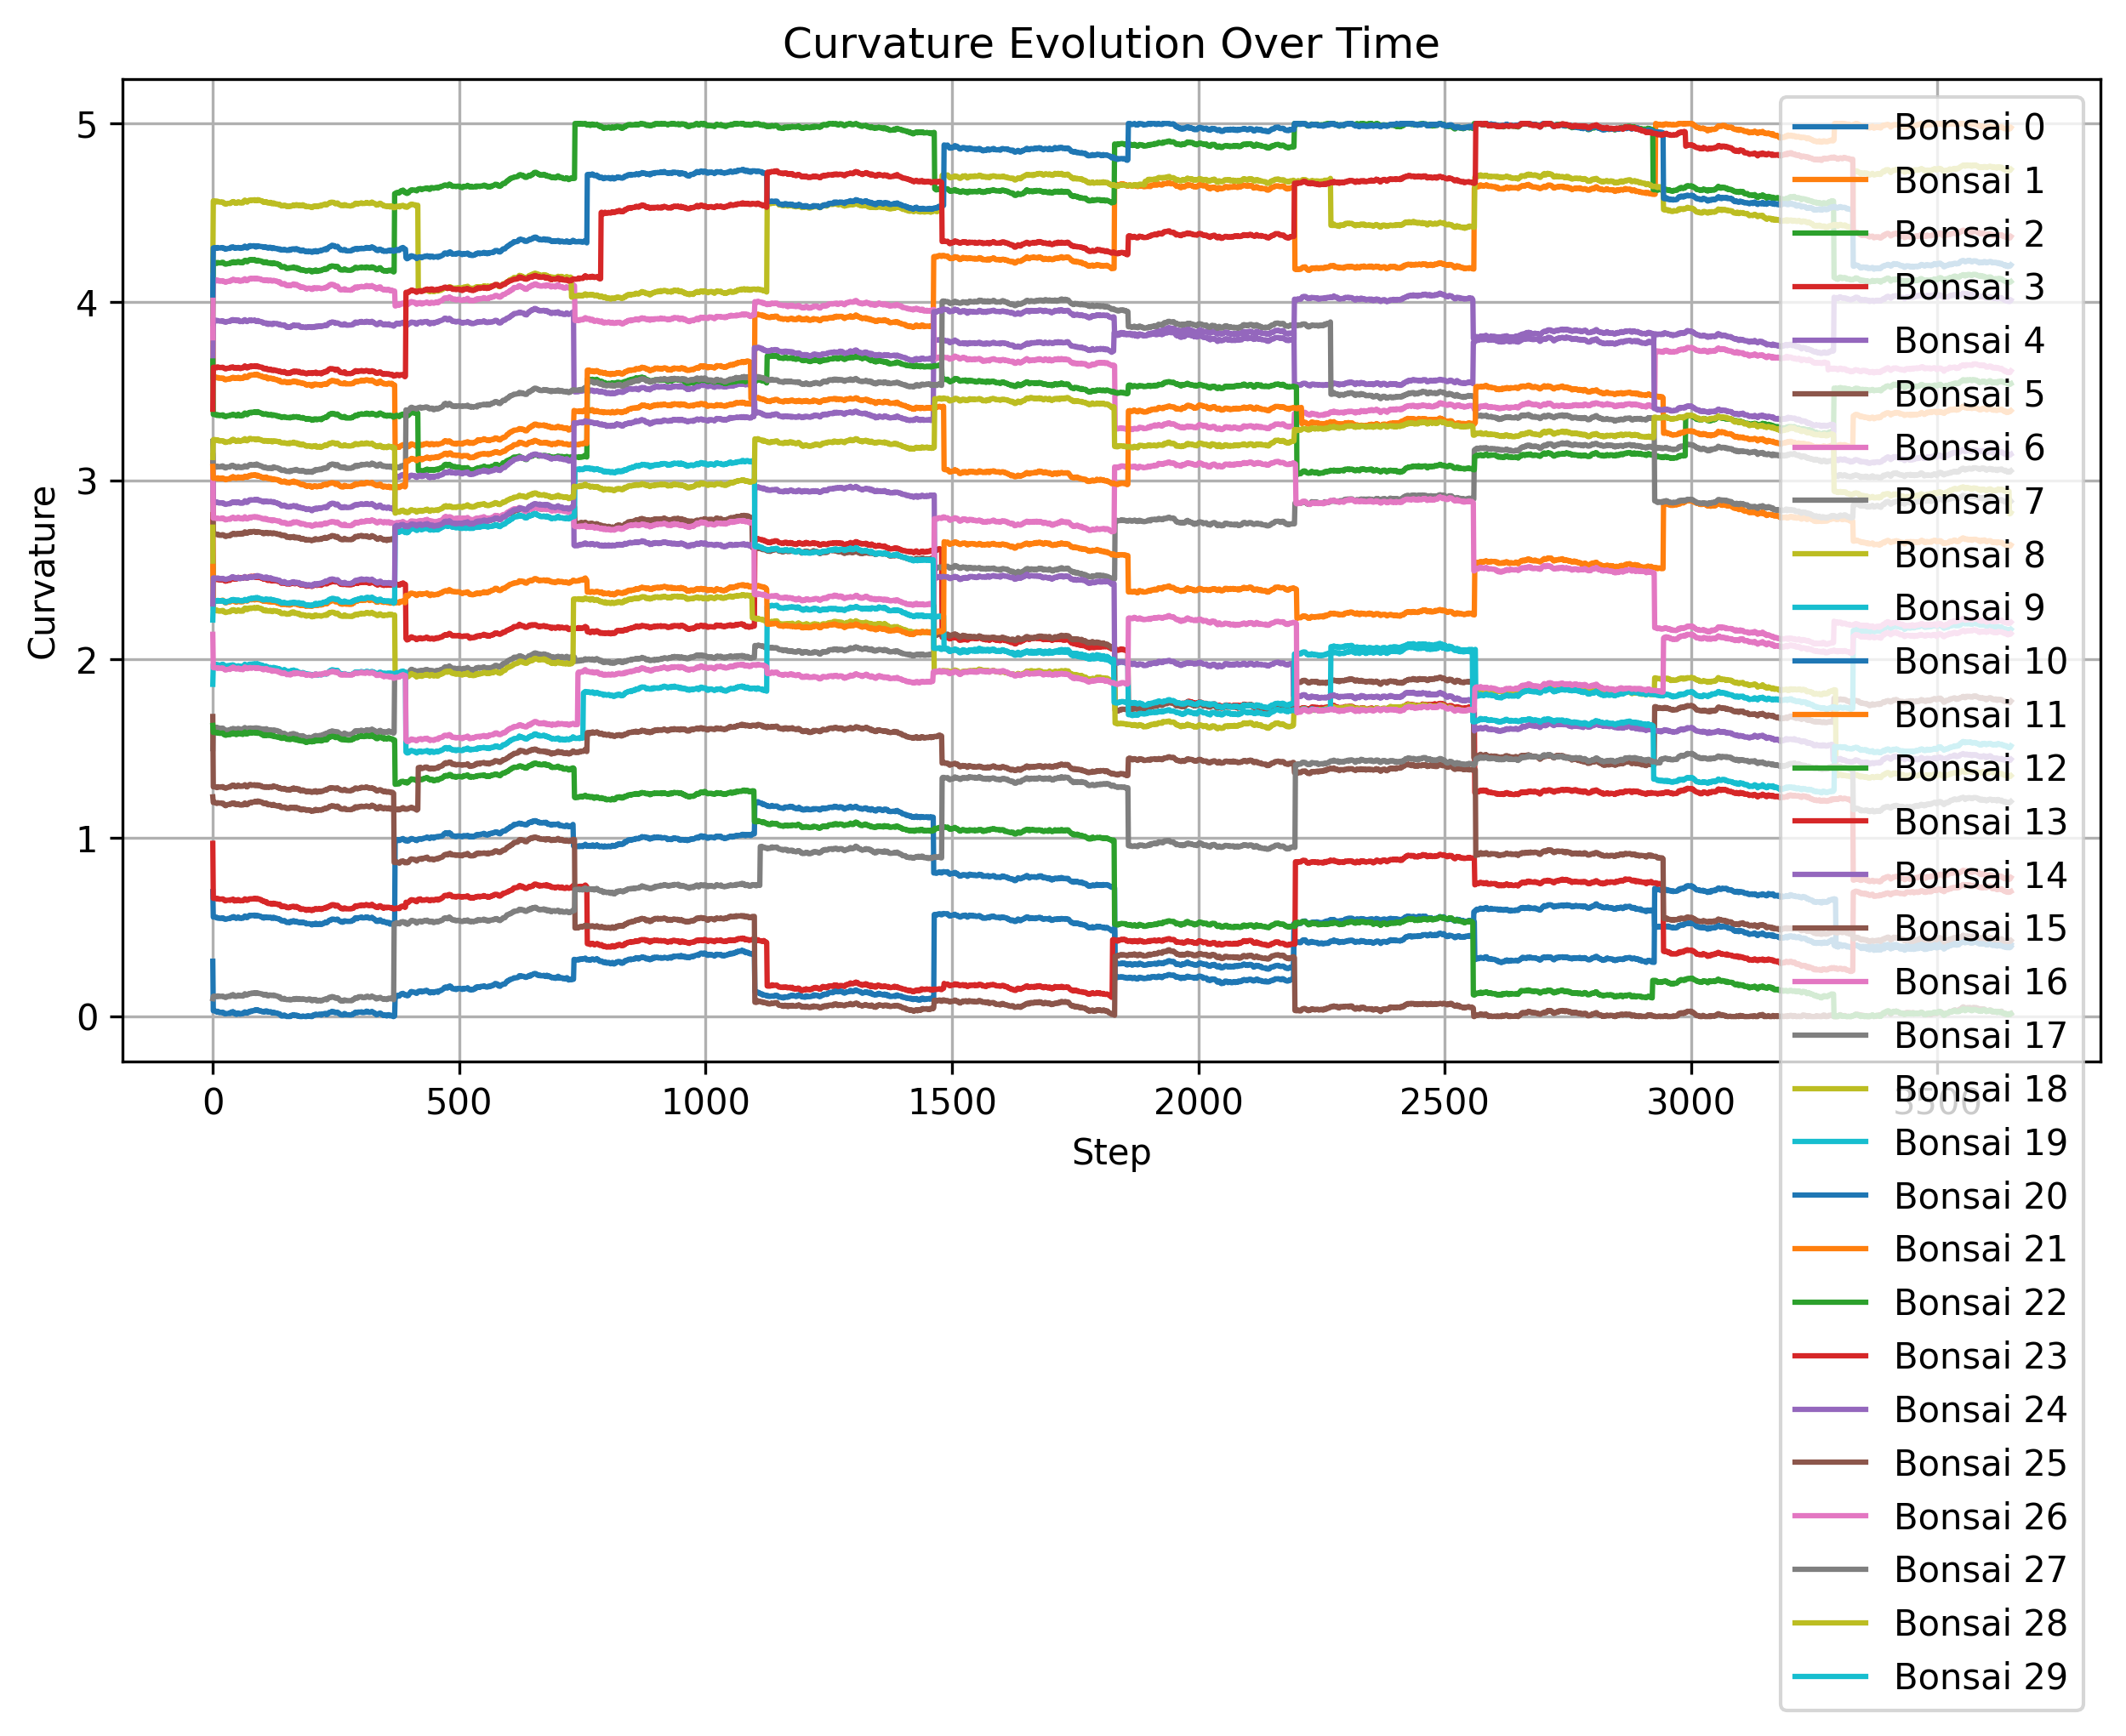 Curvature Evolution Over Time
Curvature
5
4
3
2
1
0
0
500
1000
1500
2000
2500
3000
3500
Step
Bonsai 0
Bonsai 1
Bonsai 2
Bonsai 3
Bonsai 4
Bonsai 5
Bonsai 6
Bonsai 7
Bonsai 8
Bonsai 9
Bonsai 10
Bonsai 11
Bonsai 12
Bonsai 13
Bonsai 14
Bonsai 15
Bonsai 16
Bonsai 17
Bonsai 18
Bonsai 19
Bonsai 20
Bonsai 21
Bonsai 22
Bonsai 23
Bonsai 24
Bonsai 25
Bonsai 26
Bonsai 27
Bonsai 28
Bonsai 29